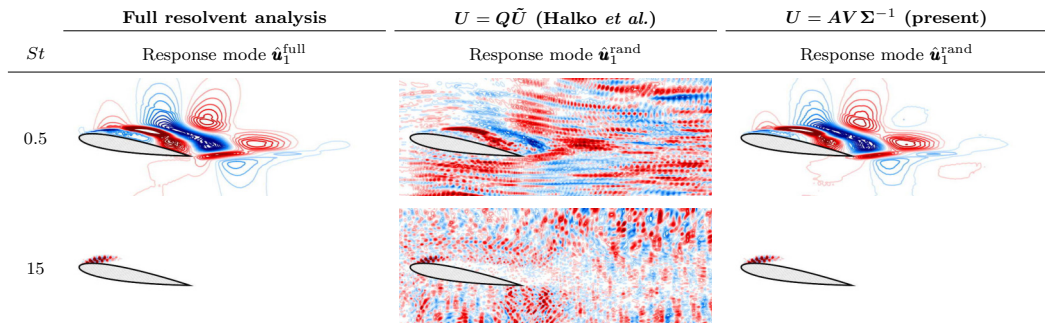 Full resolvent analysis U = QŨ (Halko et al.) U = AV Σ⁻¹ (present)
St Response mode û₁^full Response mode û₁^rand Response mode û₁^rand
0.5
15